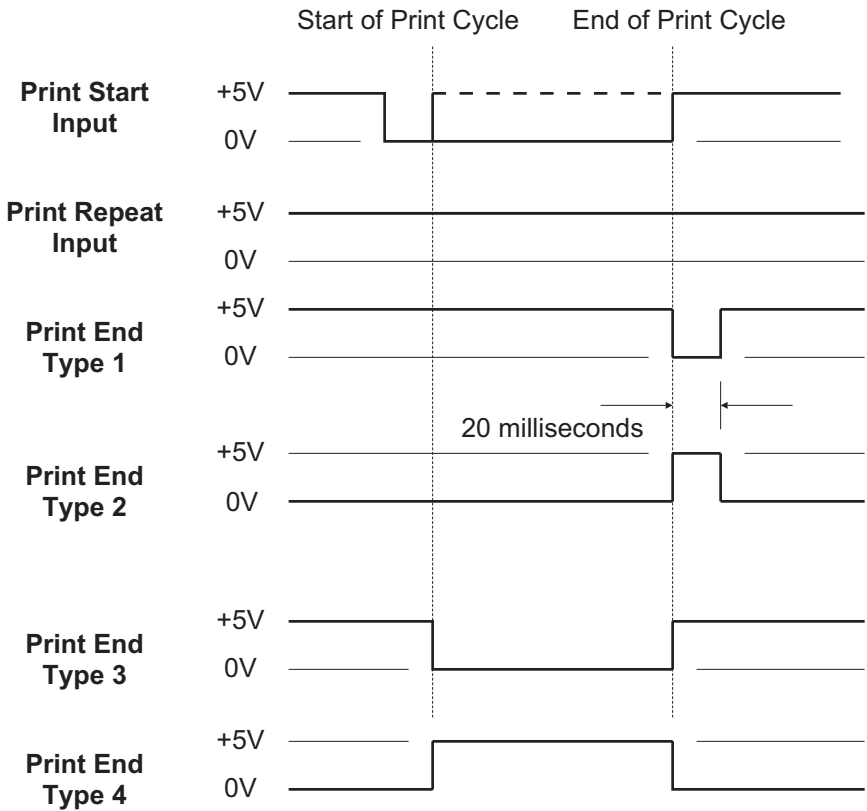 Start of Print Cycle
End of Print Cycle
Print Start
Input
+5V
0V
Print Repeat
Input
+5V
0V
Print End
Type 1
+5V
0V
20 milliseconds
Print End
Type 2
+5V
0V
Print End
Type 3
+5V
0V
Print End
Type 4
+5V
0V